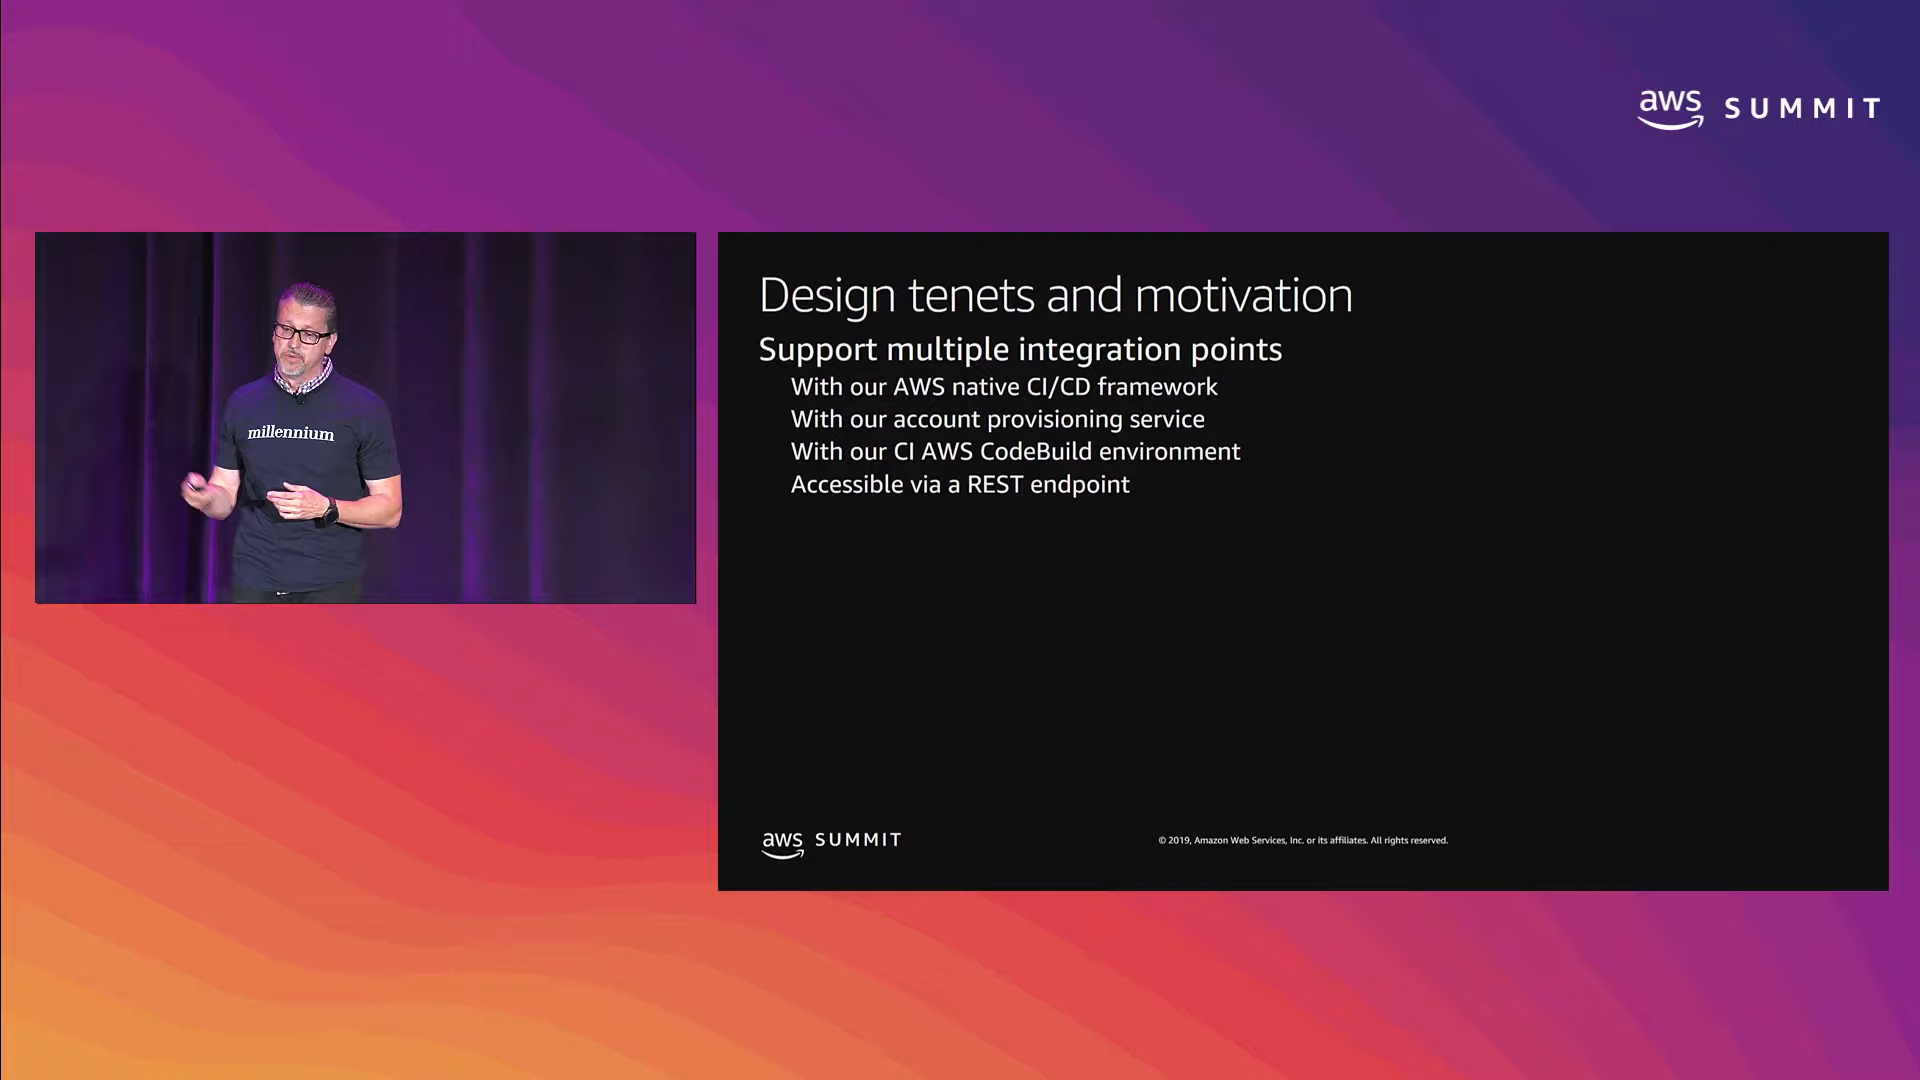 aws SUMMIT
millennium
Design tenets and motivation
Support multiple integration points
With our AWS native CI/CD framework
With our account provisioning service
With our CI AWS CodeBuild environment
Accessible via a REST endpoint
aws SUMMIT
© 2019, Amazon Web Services, Inc. or its affiliates. All rights reserved.